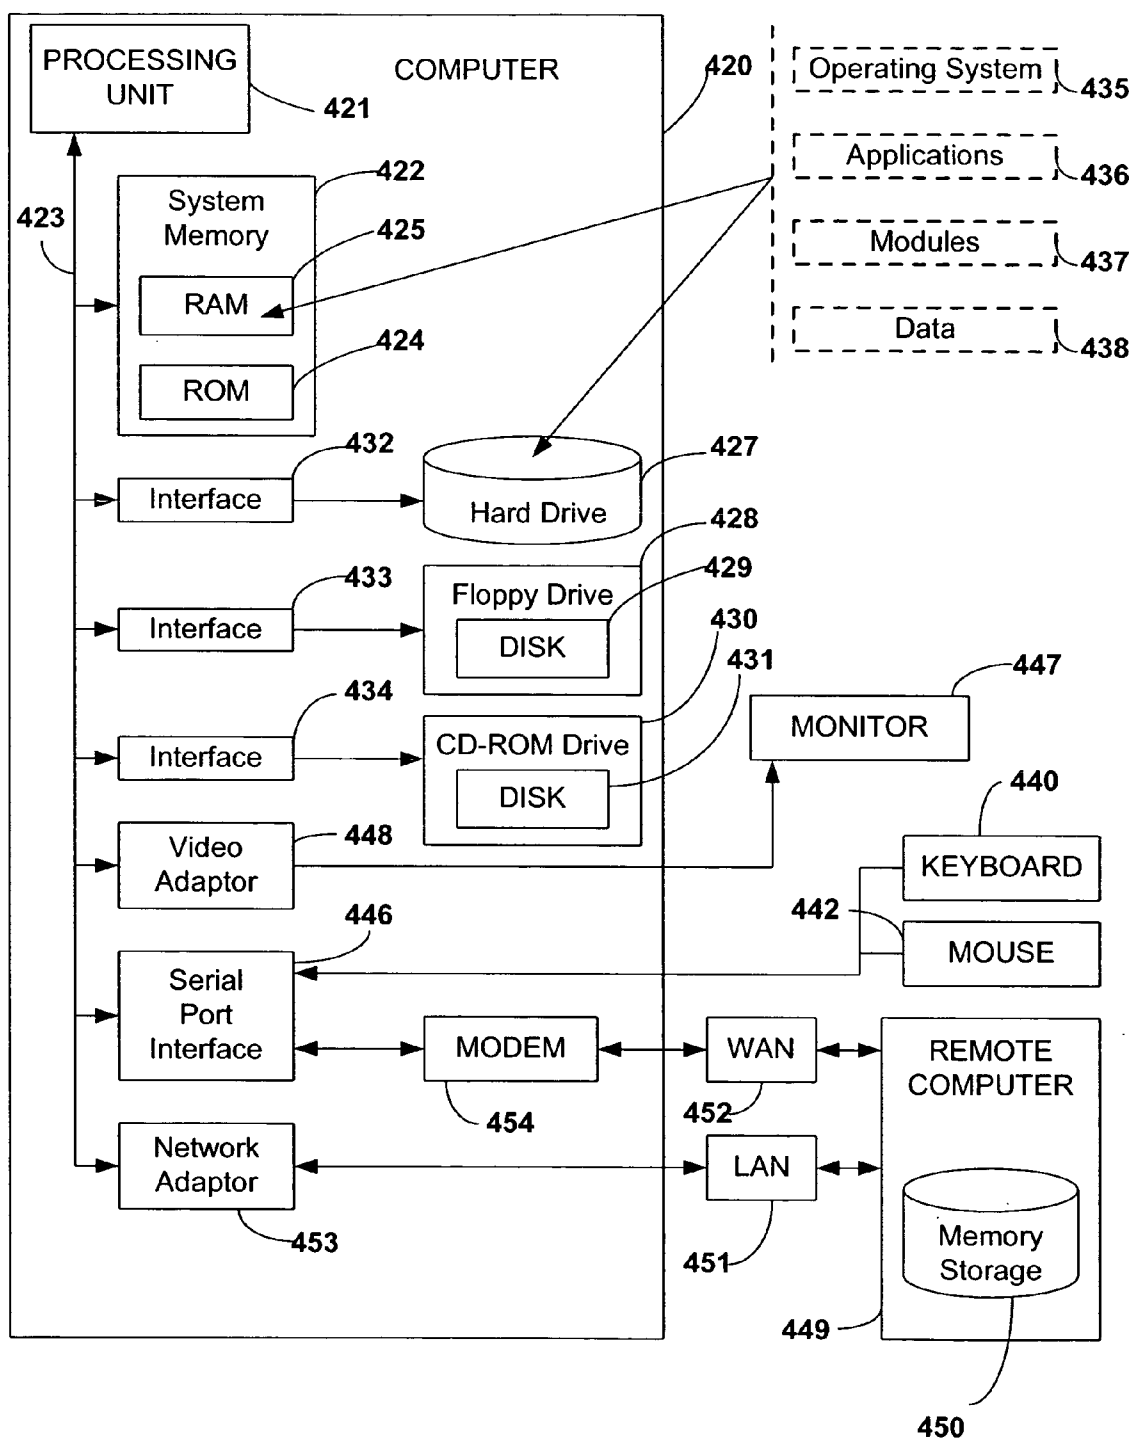 PROCESSING
UNIT
421
COMPUTER
420
Operating System
435
Applications
436
Modules
437
Data
438
423
422
System
Memory
425
RAM
424
ROM
432
Interface
427
Hard Drive
428
433
Interface
429
Floppy Drive
DISK
430
431
434
Interface
CD-ROM Drive
DISK
447
MONITOR
440
KEYBOARD
448
Video
Adaptor
442
MOUSE
446
Serial
Port
Interface
MODEM
454
WAN
452
REMOTE
COMPUTER
Network
Adaptor
453
LAN
451
Memory
Storage
449
450